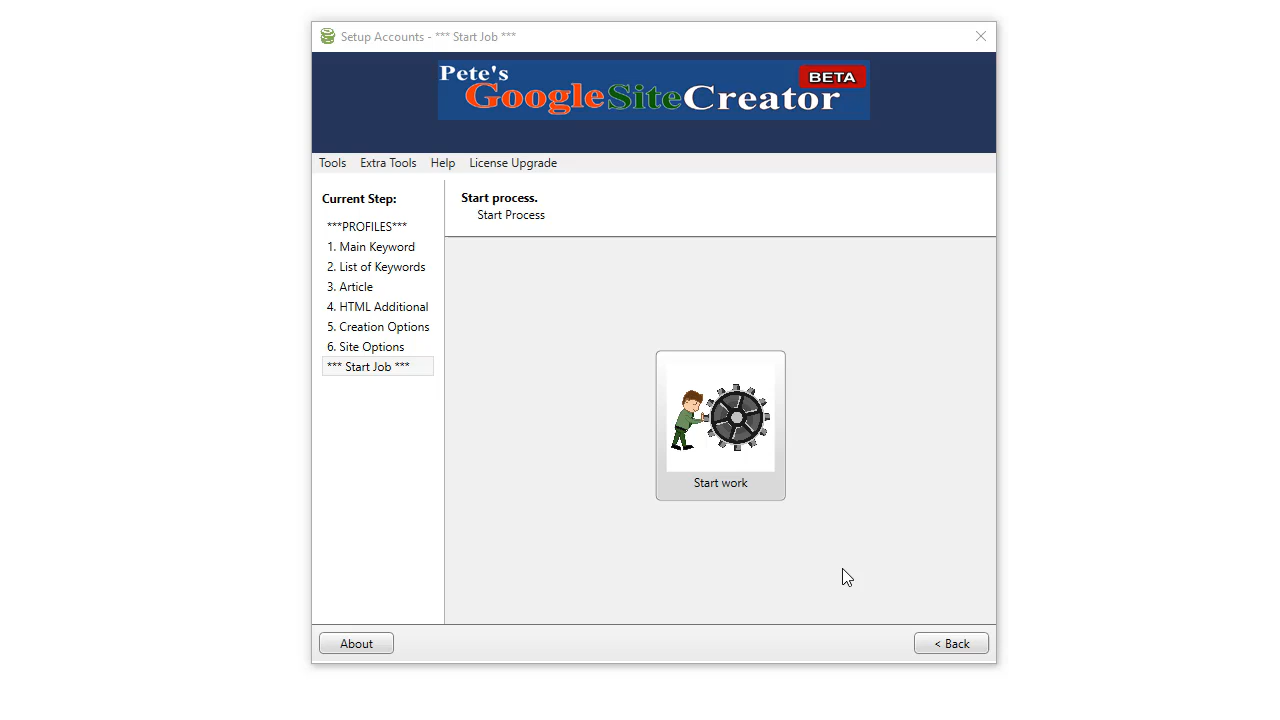 Setup Accounts - *** Start Job ***
Pete's
BETA
GoogleSiteCreator
Tools Extra Tools Help License Upgrade
Current Step:
***PROFILES***
1. Main Keyword
2. List of Keywords
3. Article
4. HTML Additional
5. Creation Options
6. Site Options
*** Start Job ***
Start process.
Start Process
Start work
About
< Back